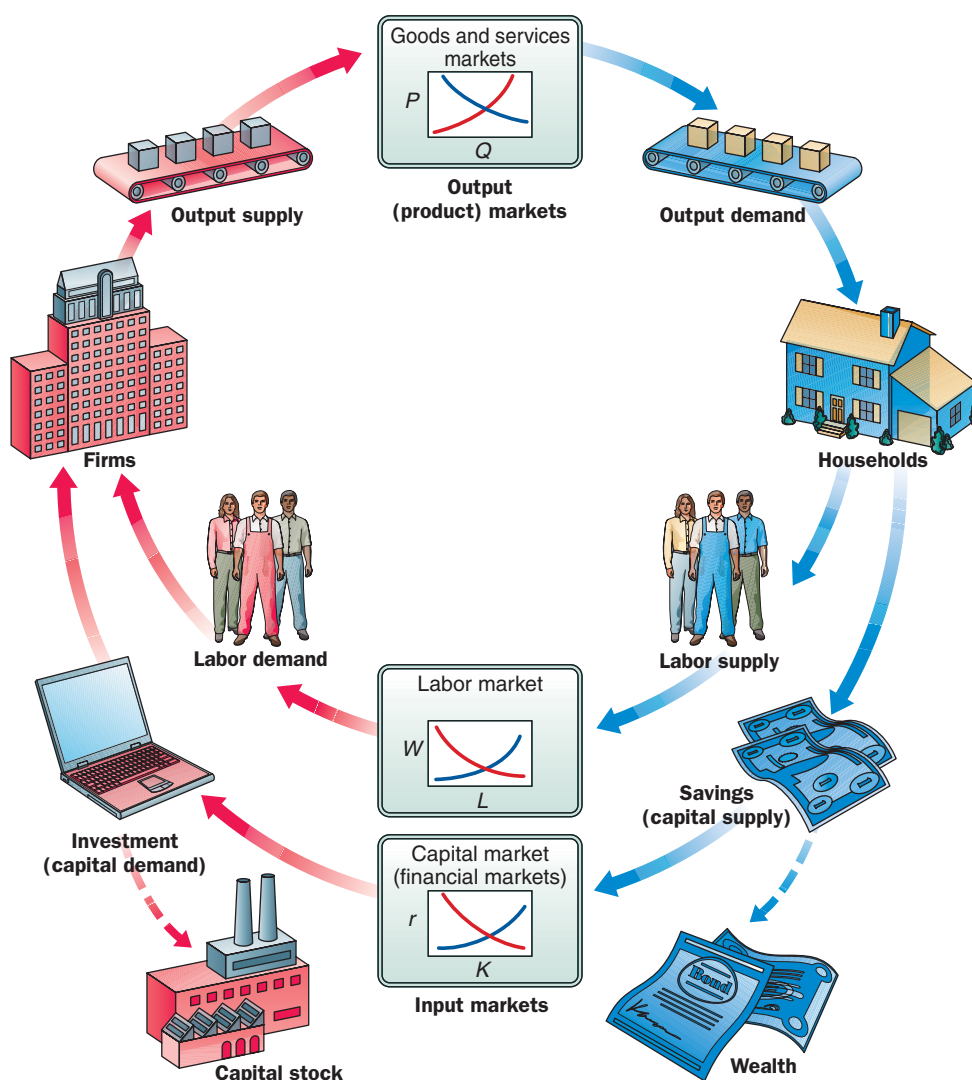 Goods and services
markets
P
Q
Output
(product) markets
Output supply
Output demand
Firms
Households
Labor demand
Labor supply
Labor market
W
L
Savings
(capital supply)
Investment
(capital demand)
Capital market
(financial markets)
r
K
Input markets
Bond
Capital stock
Wealth